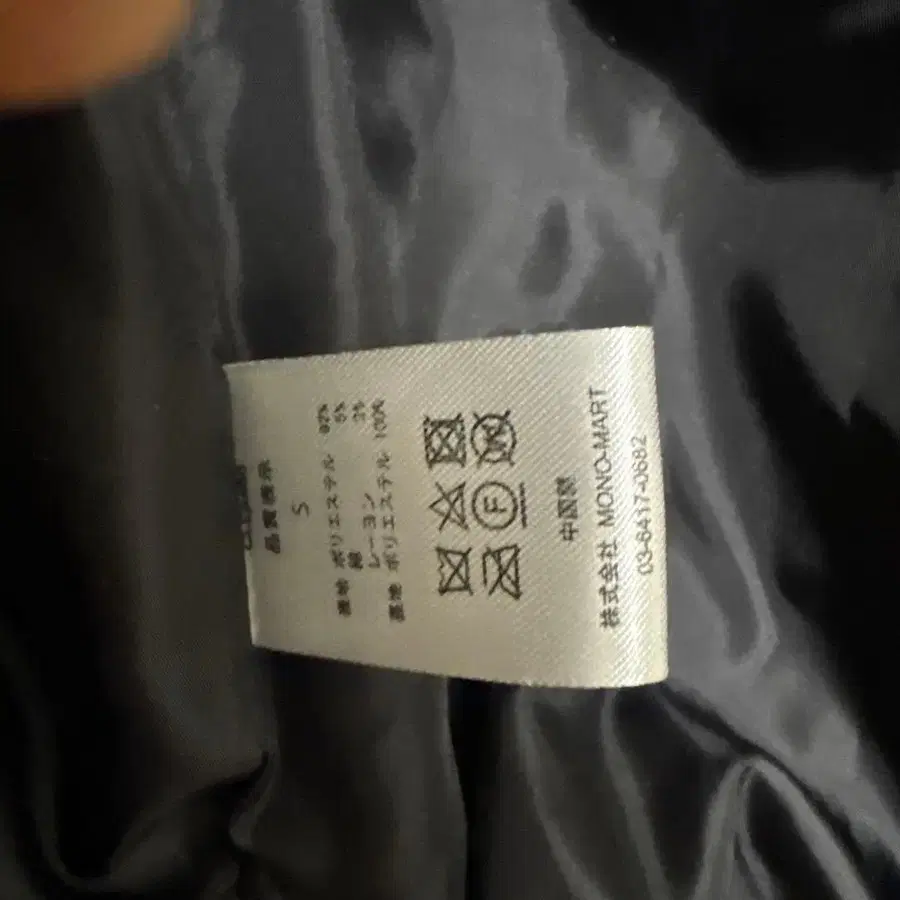 品質表示
S
表地 ポリエステル 92%
綿 5%
レーヨン 3%
裏地 ポリエステル 100%
F W
中国製
株式会社 MONO-MART
03-6417-0682